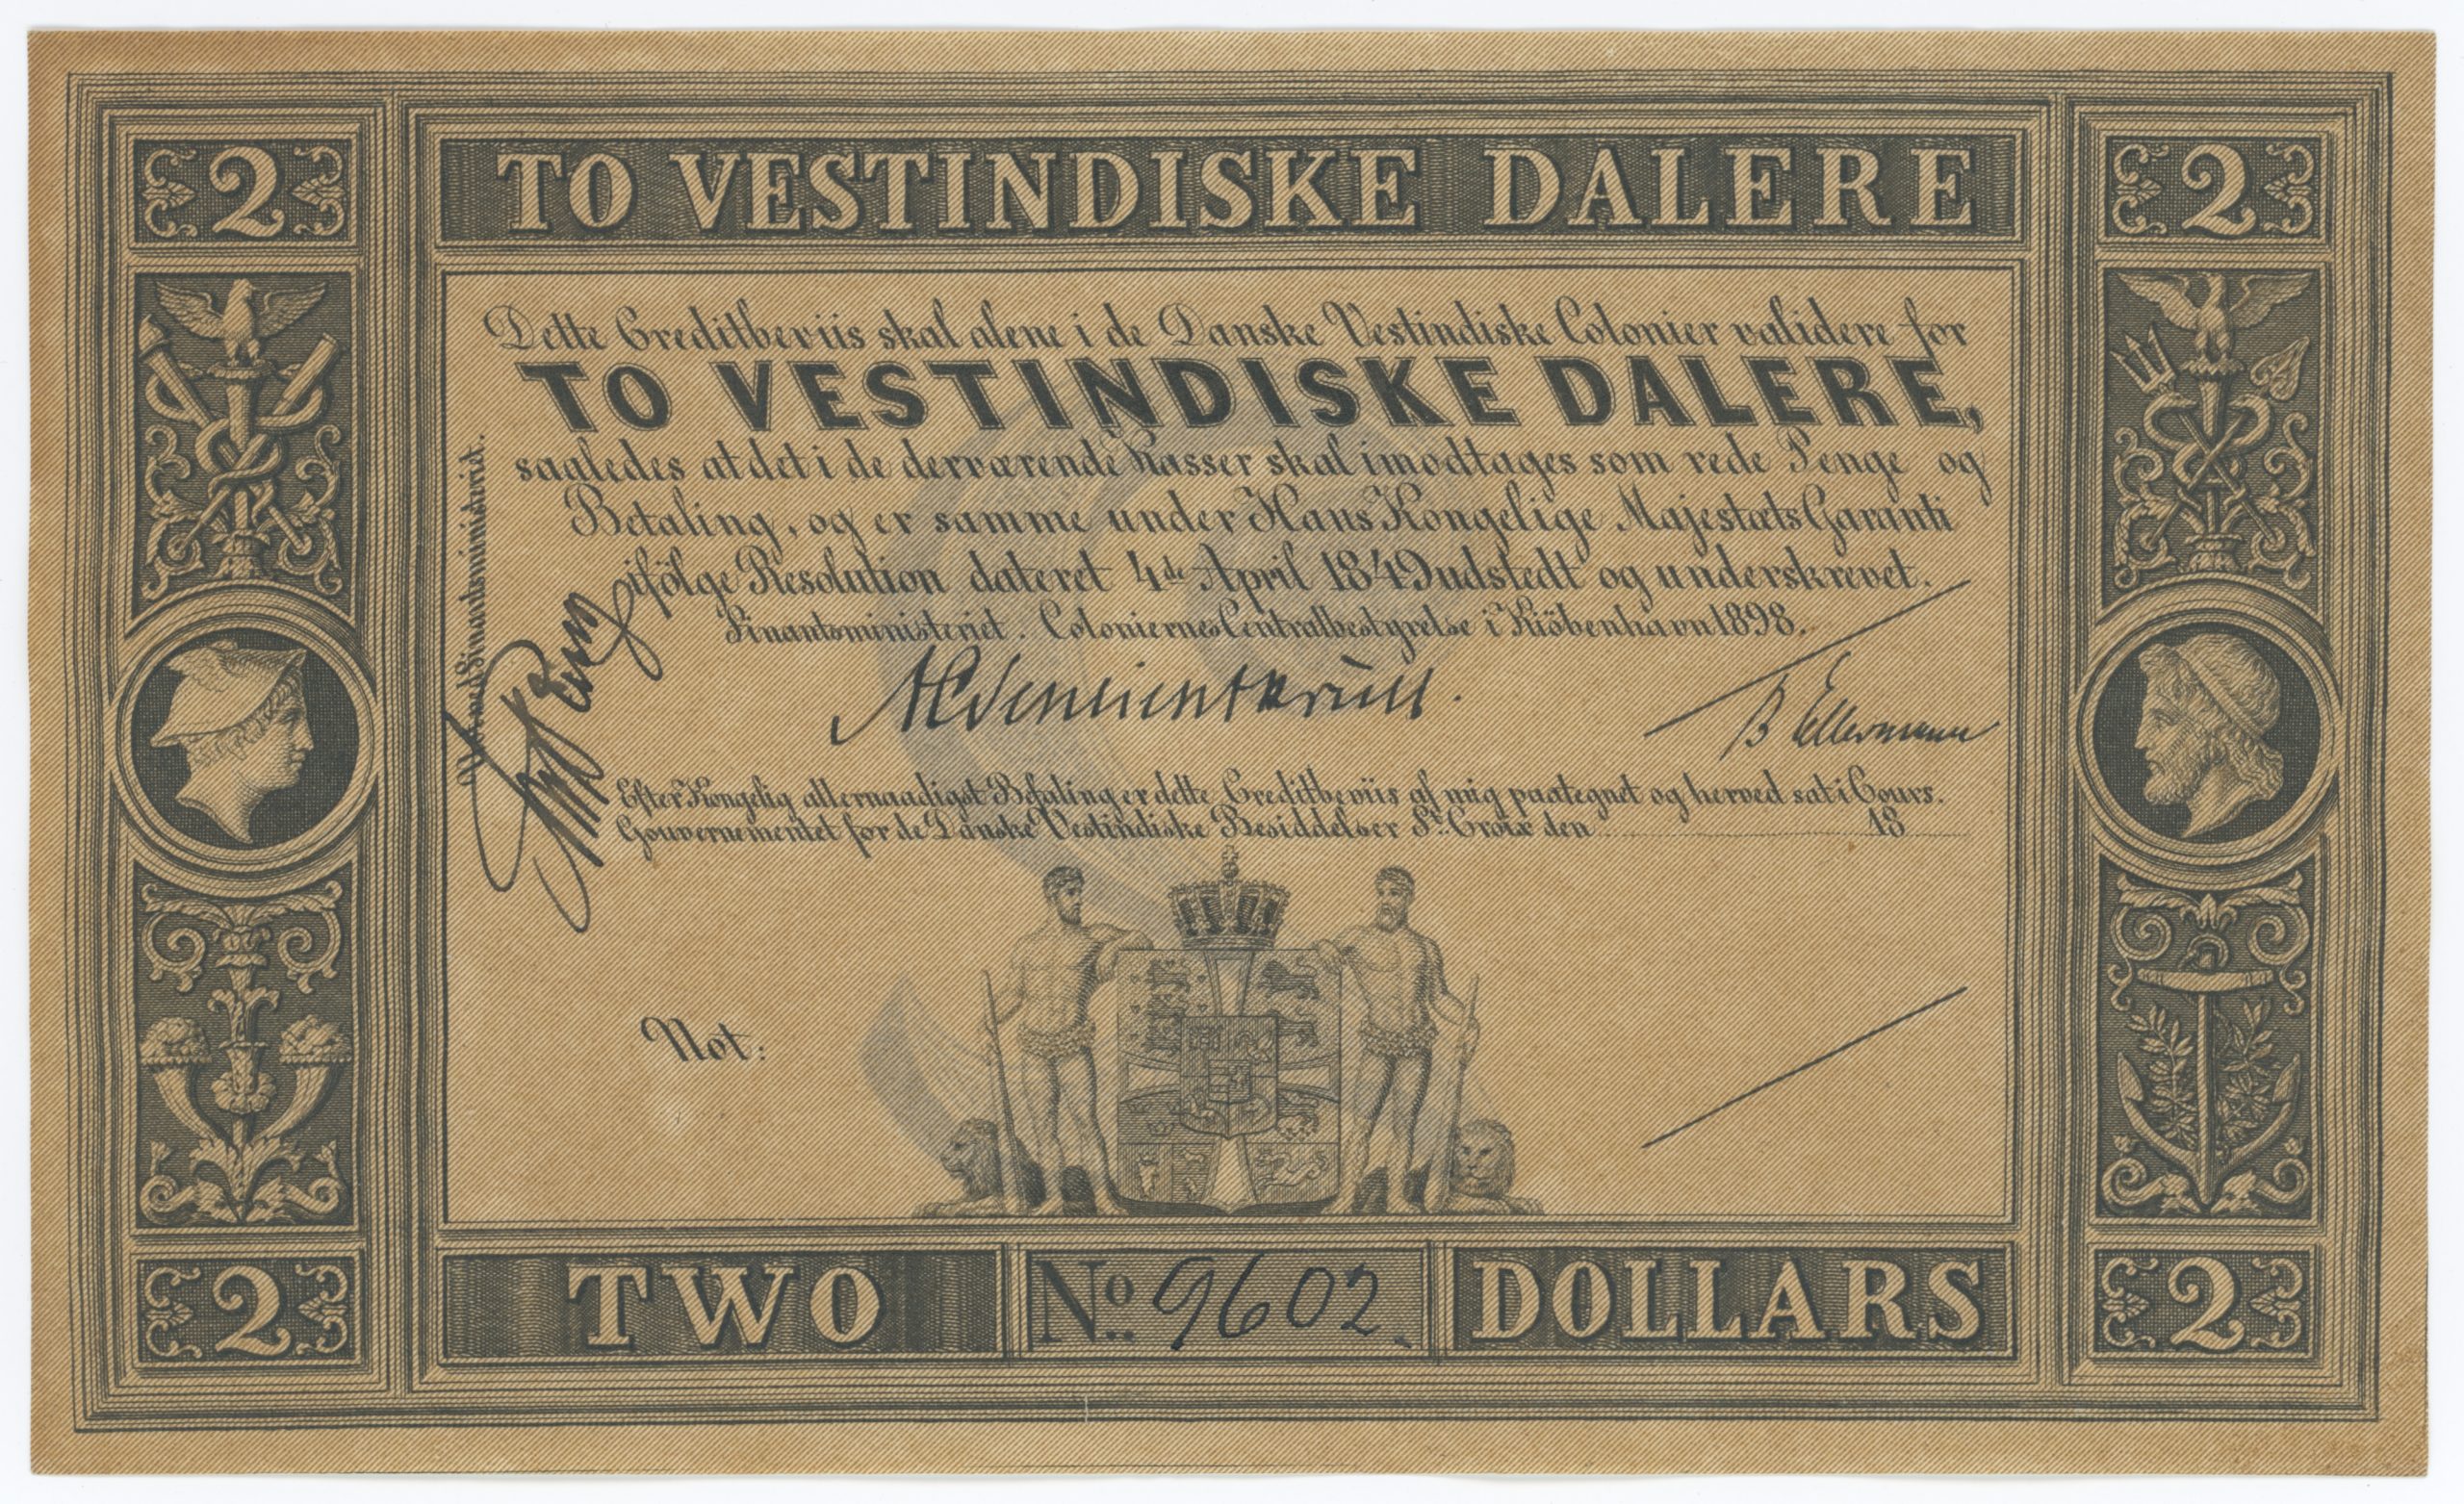 2 TO VESTINDISKE DALERE 2
Dette Creditbeviis skal alene i de Danske Vestindiske Colonier validere for
TO VESTINDISKE DALERE,
saaledes at det i de derværende Kasser skal imodtages som rede Penge og
Betaling, og er samme under Hans Kongelige Majestæts Garanti
ifölge Resolution dateret 4de April 1849 udstedt og underskrevet.
Finantsministeriet. Coloniernes Centralbestyrelse i Kiöbenhavn 1898.
B Ellermann
Efter Kongelig allernaadigst Befaling er dette Creditbeviis af mig paategnet og herved sat i Cours.
Gouvernementet for de Danske Vestindiske Besiddelser St. Croix den 18
Not:
2 TWO No. 9602. DOLLARS 2